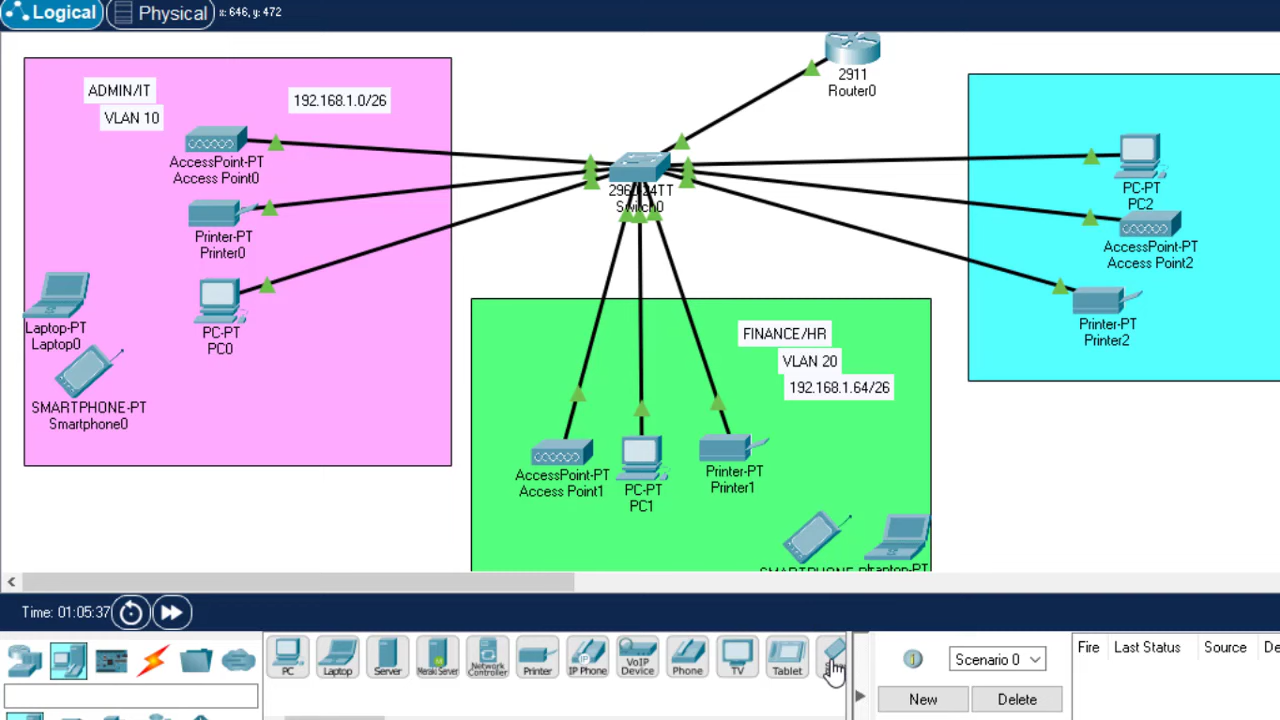 Logical
Physical
x: 646, y: 472
ADMIN/IT
VLAN 10
192.168.1.0/26
AccessPoint-PT
Access Point0
Printer-PT
Printer0
PC-PT
PC0
Laptop-PT
Laptop0
SMARTPHONE-PT
Smartphone0
2911
Router0
Switch0
PC-PT
PC2
AccessPoint-PT
Access Point2
Printer-PT
Printer2
FINANCE/HR
VLAN 20
192.168.1.64/26
AccessPoint-PT
Access Point1
PC-PT
PC1
Printer-PT
Printer1
Time: 01:05:37
PC
Laptop
Server
Meraki Server
Network
Controller
Printer
IP Phone
VoIP
Device
Phone
TV
Tablet
Scenario 0
New
Delete
Fire
Last Status
Source
De